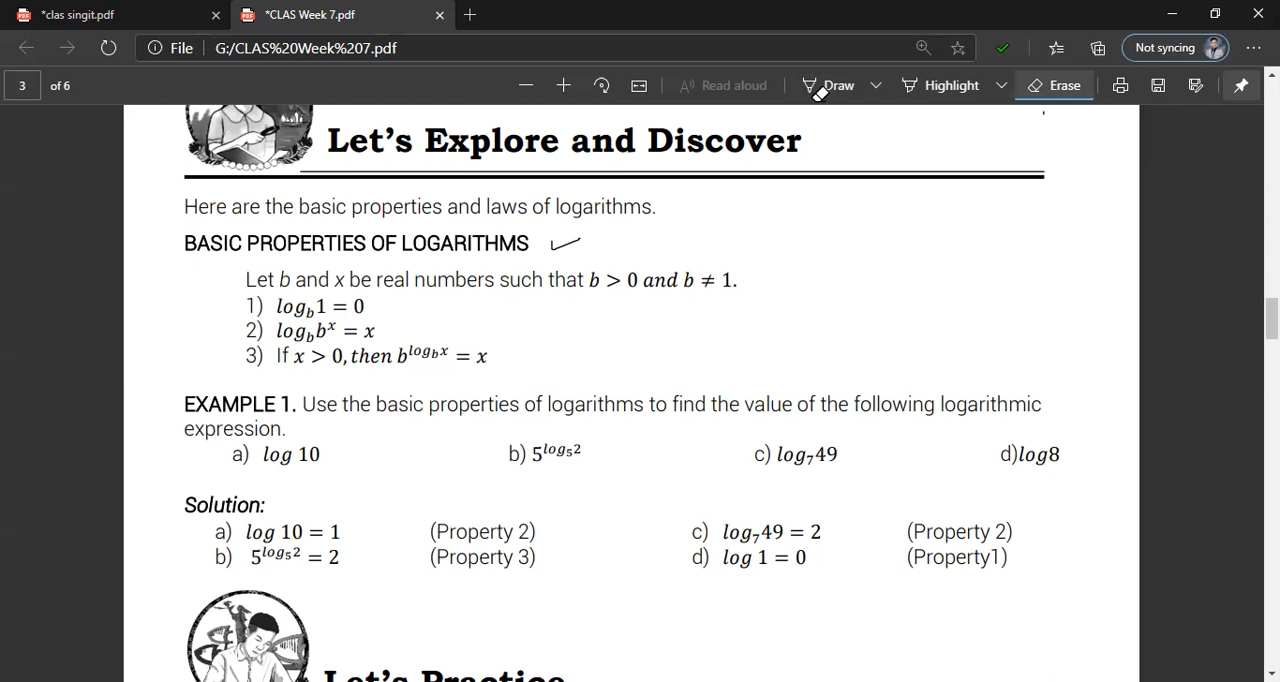 *clas singit.pdf
*CLAS Week 7.pdf
File G:/CLAS%20Week%207.pdf Not syncing
3 of 6 Read aloud Draw Highlight Erase
Let's Explore and Discover
Here are the basic properties and laws of logarithms.
BASIC PROPERTIES OF LOGARITHMS
Let b and x be real numbers such that b > 0 and b ≠ 1.
1) log_b 1 = 0
2) log_b b^x = x
3) If x > 0, then b^{log_b x} = x
EXAMPLE 1. Use the basic properties of logarithms to find the value of the following logarithmic
expression.
a) log 10 b) 5^{log_5 2} c) log_7 49 d)log8
Solution:
a) log 10 = 1 (Property 2) c) log_7 49 = 2 (Property 2)
b) 5^{log_5 2} = 2 (Property 3) d) log 1 = 0 (Property1)
Let's Practice